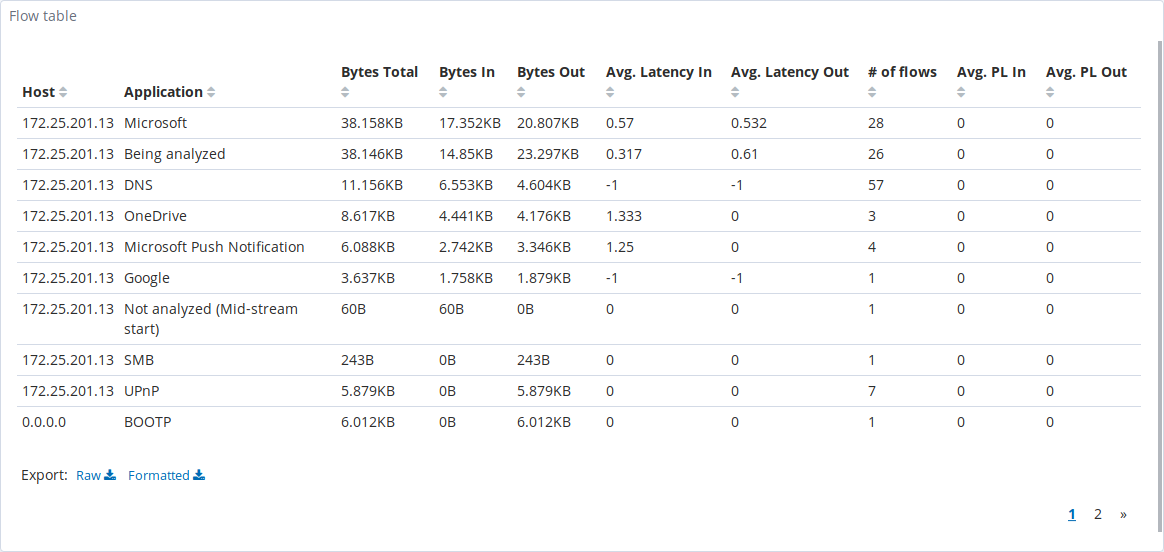 Flow table
Host Application Bytes Total Bytes In Bytes Out Avg. Latency In Avg. Latency Out # of flows Avg. PL In Avg. PL Out
172.25.201.13 Microsoft 38.158KB 17.352KB 20.807KB 0.57 0.532 28 0 0
172.25.201.13 Being analyzed 38.146KB 14.85KB 23.297KB 0.317 0.61 26 0 0
172.25.201.13 DNS 11.156KB 6.553KB 4.604KB -1 -1 57 0 0
172.25.201.13 OneDrive 8.617KB 4.441KB 4.176KB 1.333 0 3 0 0
172.25.201.13 Microsoft Push Notification 6.088KB 2.742KB 3.346KB 1.25 0 4 0 0
172.25.201.13 Google 3.637KB 1.758KB 1.879KB -1 -1 1 0 0
172.25.201.13 Not analyzed (Mid-stream 60B 60B 0B 0 0 1 0 0
start)
172.25.201.13 SMB 243B 0B 243B 0 0 1 0 0
172.25.201.13 UPnP 5.879KB 0B 5.879KB 0 0 7 0 0
0.0.0.0 BOOTP 6.012KB 0B 6.012KB 0 0 1 0 0
Export: Raw Formatted
1 2 »